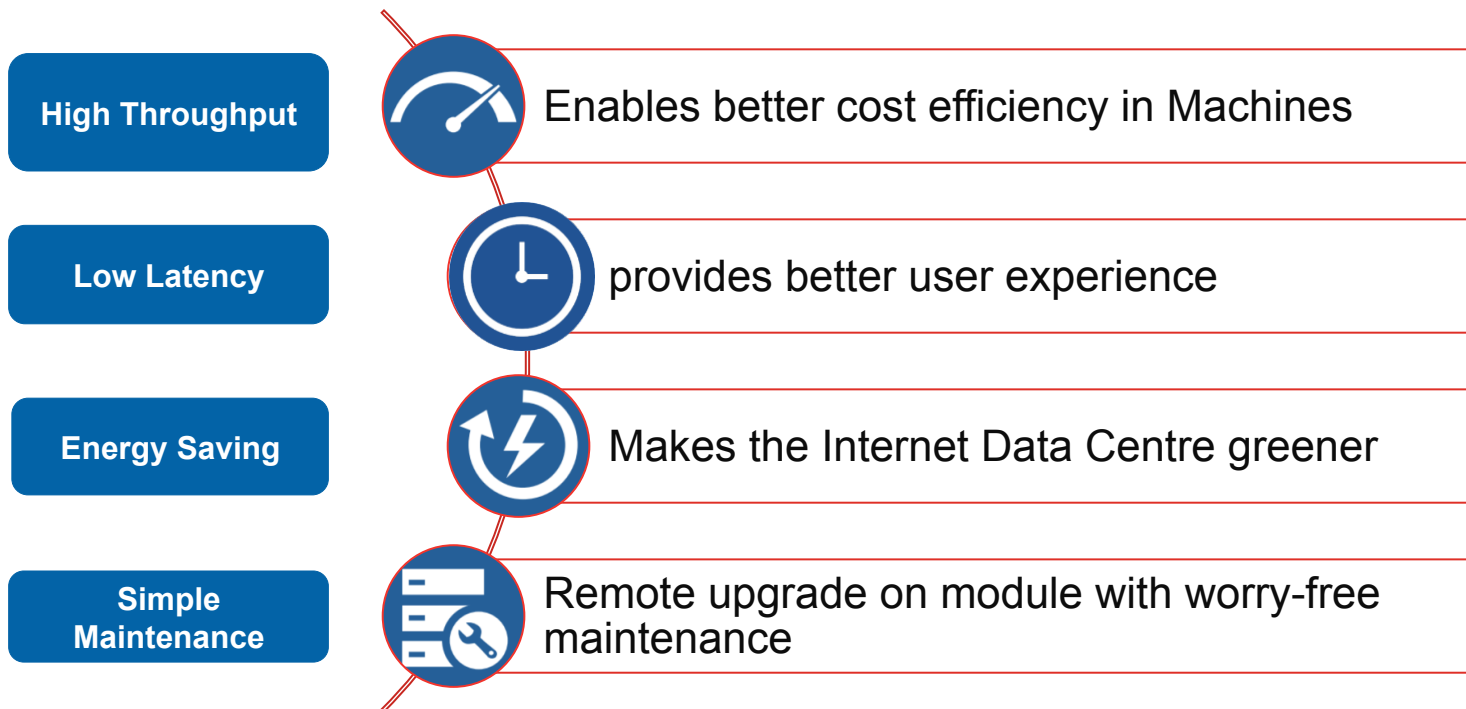 High Throughput
Enables better cost efficiency in Machines
Low Latency
provides better user experience
Energy Saving
Makes the Internet Data Centre greener
Simple
Maintenance
Remote upgrade on module with worry-free
maintenance